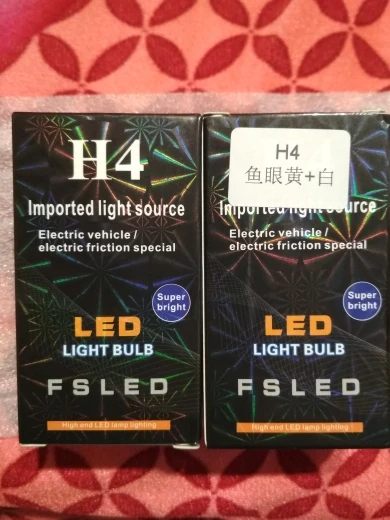 H4
Imported light source
Electric vehicle /
electric friction special
Super
bright
LED
LIGHT BULB
FSLED
High end LED lamp lighting
H4
鱼眼黄+白
Imported light source
Electric vehicle /
electric friction special
Super
bright
LED
LIGHT BULB
FSLED
High end LED lamp lighting